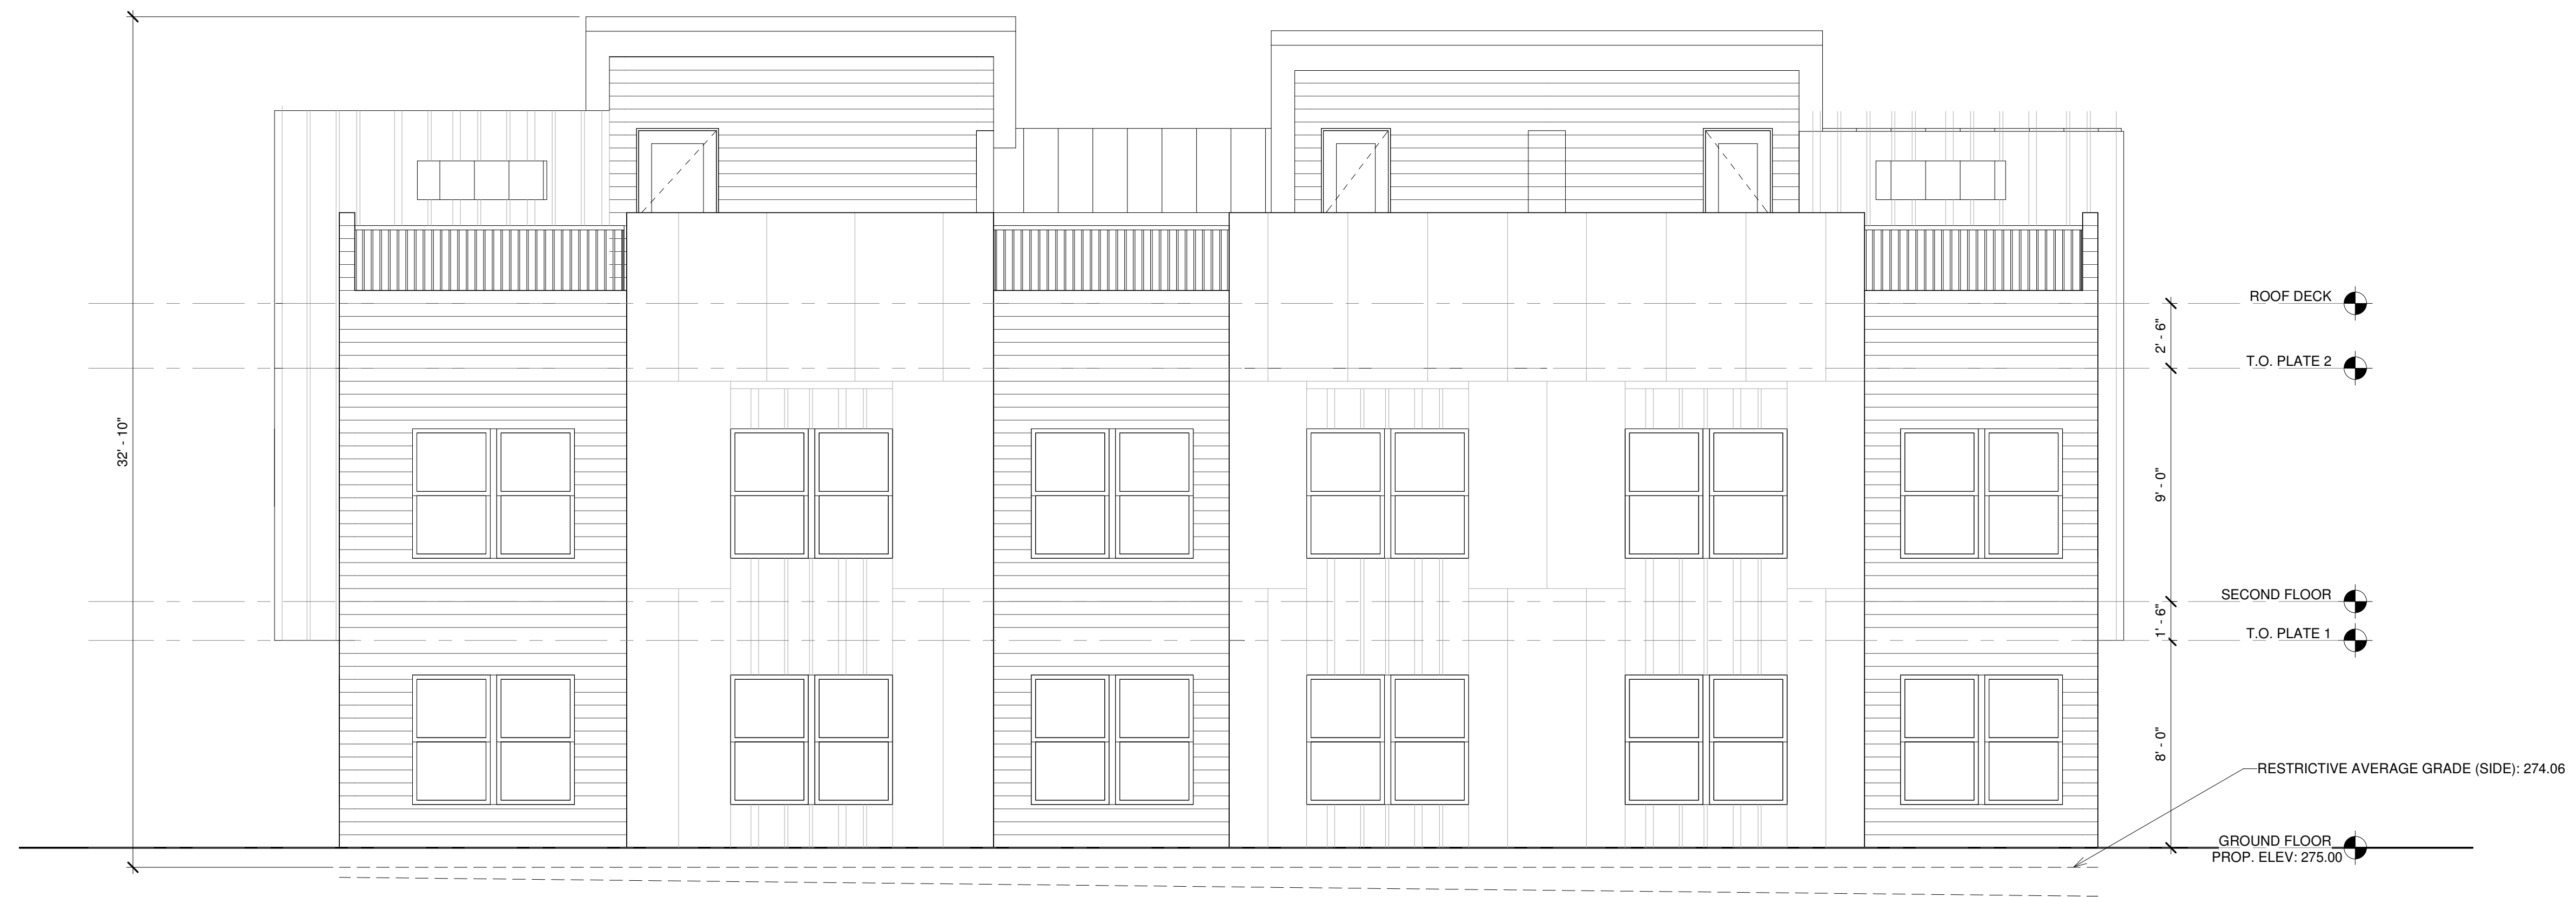 ROOF DECK
2' - 6"
T.O. PLATE 2
32' - 10"
9' - 0"
SECOND FLOOR
1' - 6"
T.O. PLATE 1
8' - 0"
RESTRICTIVE AVERAGE GRADE (SIDE): 274.06
GROUND FLOOR
PROP. ELEV: 275.00